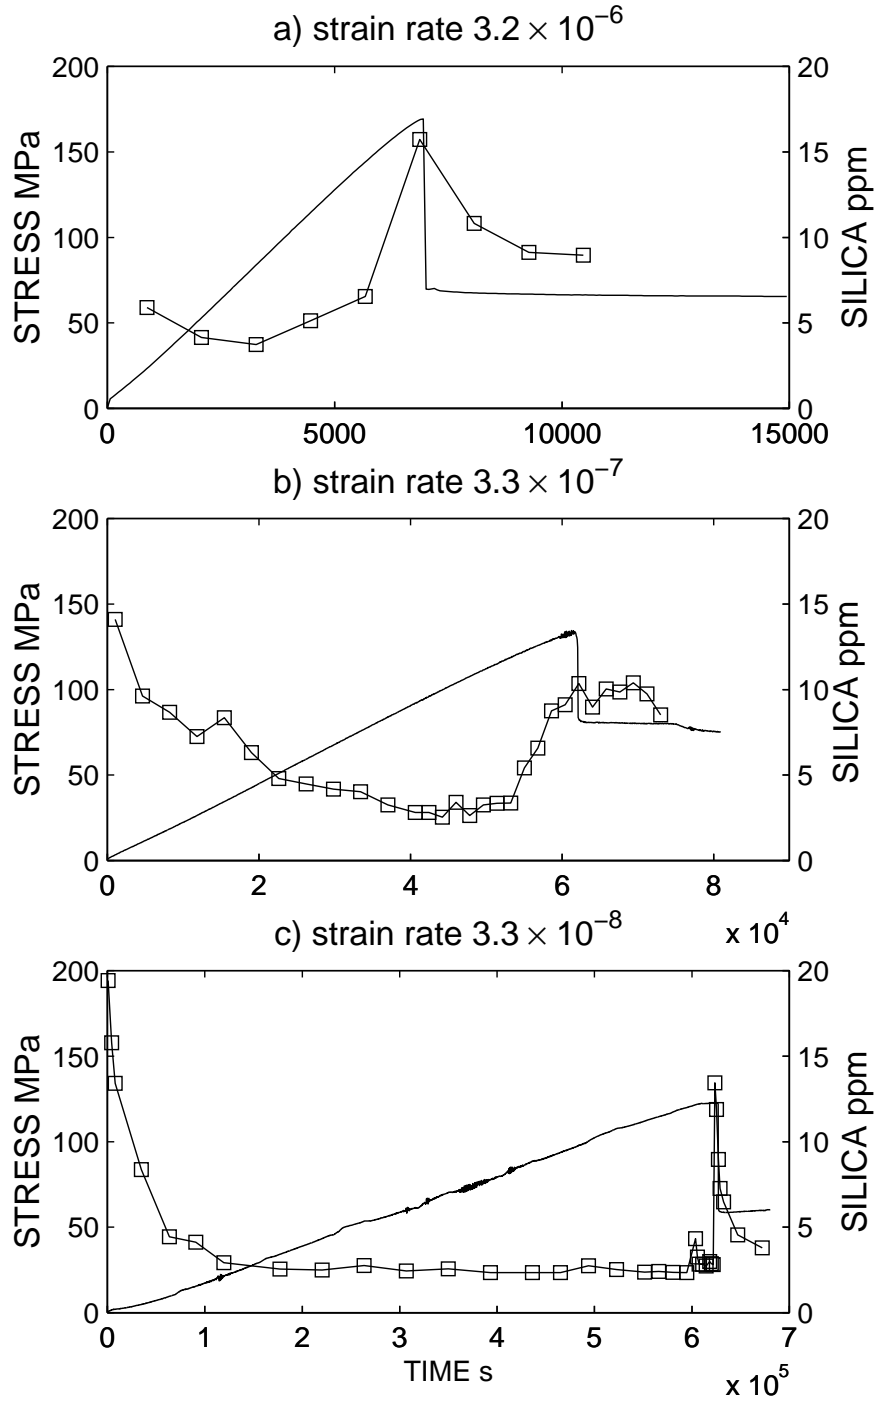 a) strain rate 3.2 × 10⁻⁶
STRESS MPa
200
150
100
50
0
0 5000 10000 15000
20
15
10
5
0
SILICA ppm
b) strain rate 3.3 × 10⁻⁷
STRESS MPa
200
150
100
50
0
0 2 4 6 8
x 10⁴
20
15
10
5
0
SILICA ppm
c) strain rate 3.3 × 10⁻⁸
STRESS MPa
200
150
100
50
0
0 1 2 3 4 5 6 7
TIME s
x 10⁵
20
15
10
5
0
SILICA ppm